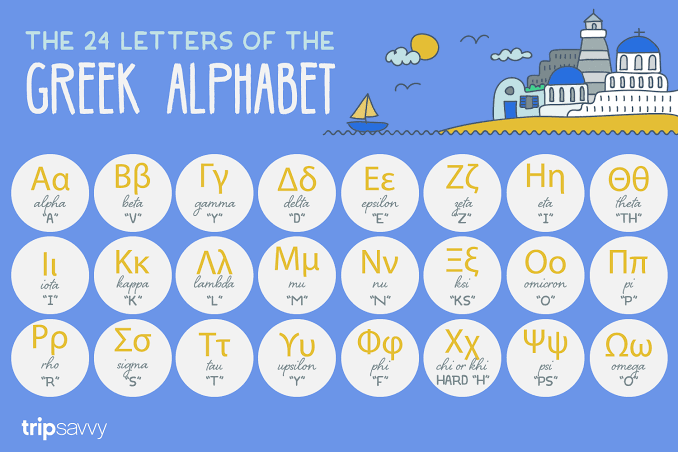 THE 24 LETTERS OF THE
GREEK ALPHABET
Αα Ββ Γγ Δδ Εε Ζζ Ηη Θθ
alpha beta gamma delta epsilon zeta eta theta
"A" "V" "Y" "D" "E" "Z" "I" "TH"
Ιι Κκ Λλ Μμ Νν Ξξ Οο Ππ
iota kappa lambda mu nu ksi omicron pi
"I" "K" "L" "M" "N" "KS" "O" "P"
Ρρ Σσ Ττ Υυ Φφ Χχ Ψψ Ωω
rho sigma tau upsilon phi chi or khi psi omega
"R" "S" "T" "Y" "F" HARD "H" "PS" "O"
tripsavvy